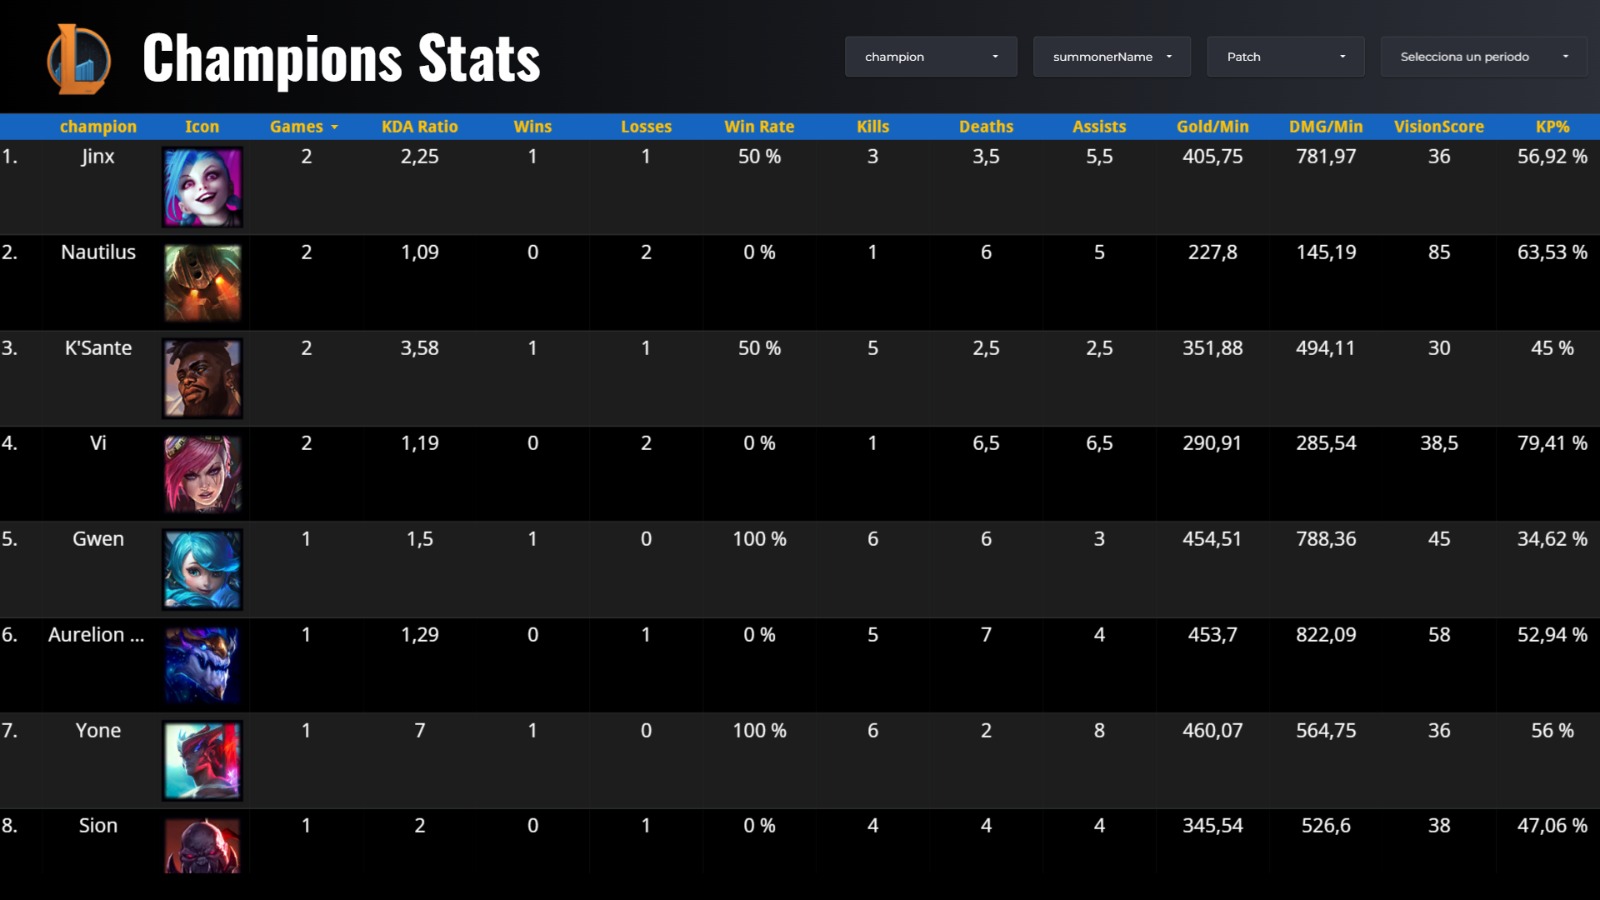 Champions Stats
champion summonerName Patch Selecciona un periodo
champion Icon Games KDA Ratio Wins Losses Win Rate Kills Deaths Assists Gold/Min DMG/Min VisionScore KP%
1. Jinx 2 2,25 1 1 50 % 3 3,5 5,5 405,75 781,97 36 56,92 %
2. Nautilus 2 1,09 0 2 0 % 1 6 5 227,8 145,19 85 63,53 %
3. K'Sante 2 3,58 1 1 50 % 5 2,5 2,5 351,88 494,11 30 45 %
4. Vi 2 1,19 0 2 0 % 1 6,5 6,5 290,91 285,54 38,5 79,41 %
5. Gwen 1 1,5 1 0 100 % 6 6 3 454,51 788,36 45 34,62 %
6. Aurelion ... 1 1,29 0 1 0 % 5 7 4 453,7 822,09 58 52,94 %
7. Yone 1 7 1 0 100 % 6 2 8 460,07 564,75 36 56 %
8. Sion 1 2 0 1 0 % 4 4 4 345,54 526,6 38 47,06 %